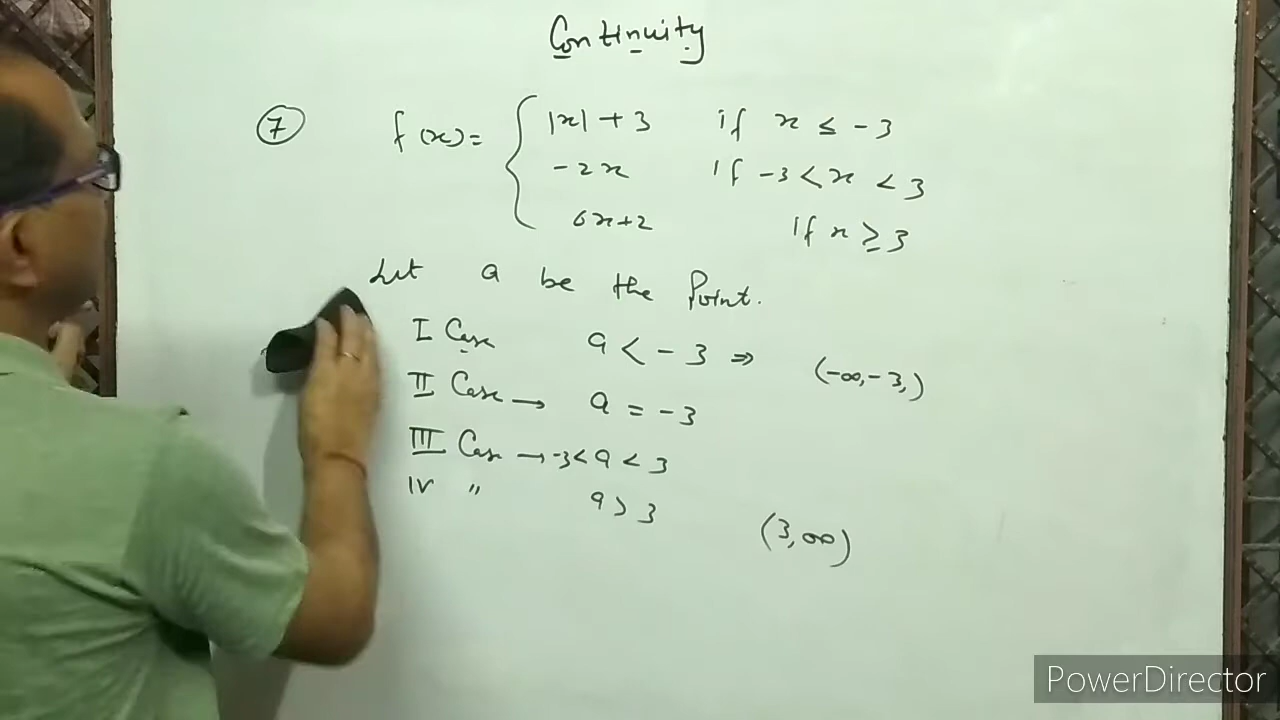 Continuity
7 f(x) = { |x| + 3 if x ≤ -3
-2x if -3 < x < 3
6x+2 if x ≥ 3
Let a be the Point.
I Case a < -3 ⇒ (-∞,-3,)
II Case → a = -3
III Case → -3 < a < 3
IV " a > 3 (3,∞)
PowerDirector